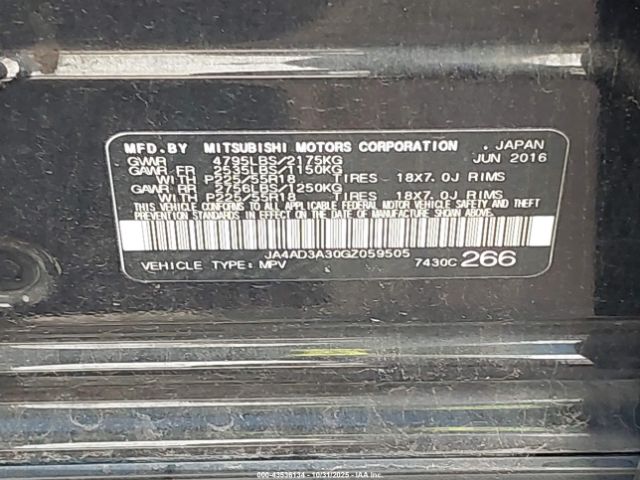 MFD.BY MITSUBISHI MOTORS CORPORATION , JAPAN
GVWR 4795LBS/2175KG JUN 2016
GAWR FR 2535LBS/1150KG
WITH P225/55R18 TIRES 18X7.0J RIMS
GAWR RR 2756LBS/1250KG
WITH P225/55R18 TIRES 18X7.0J RIMS
THIS VEHICLE CONFORMS TO ALL APPLICABLE FEDERAL MOTOR VEHICLE SAFETY AND THEFT
PREVENTION STANDARDS IN EFFECT ON THE DATE OF MANUFACTURE SHOWN ABOVE.
JA4AD3A30GZ059505
VEHICLE TYPE: MPV 7430C 266
000-43536134 - 10/31/2025 - IAA Inc.